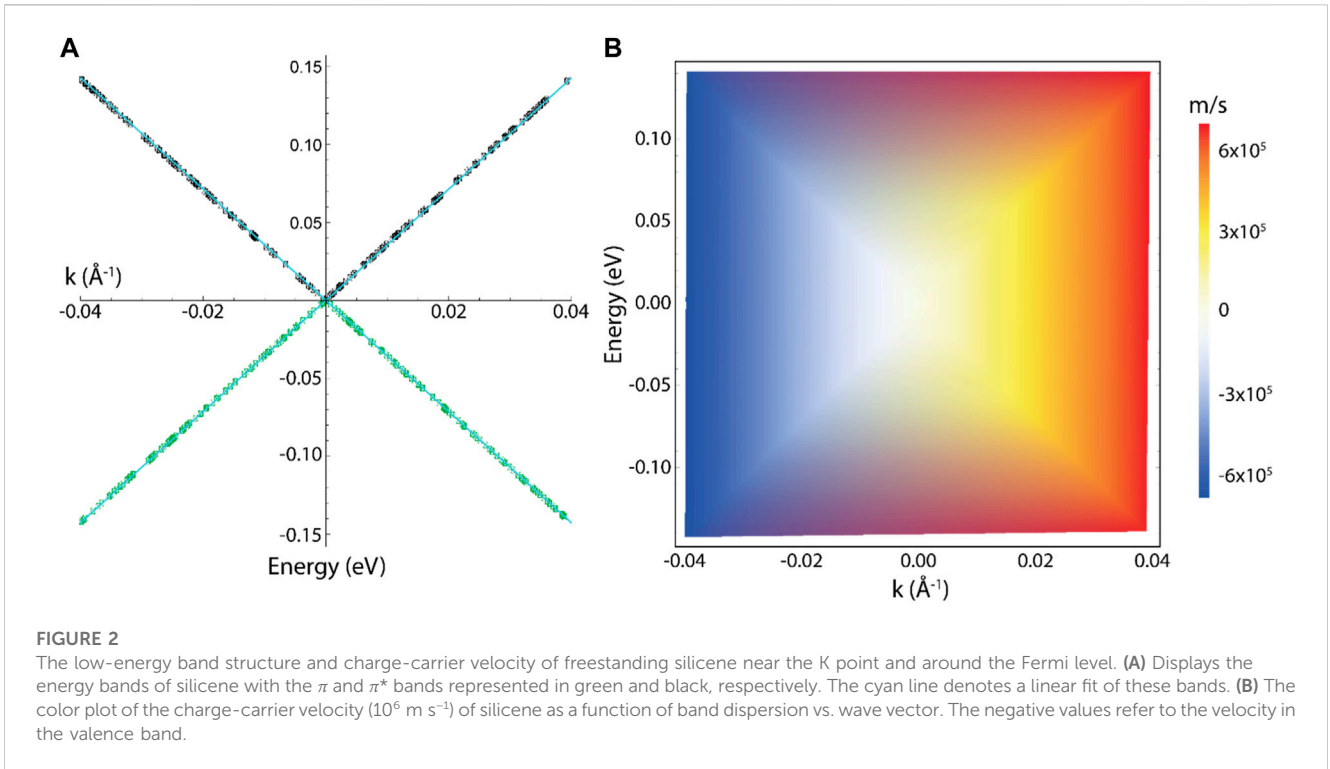 A
0.15
0.10
0.05
k (Å⁻¹)
-0.04
-0.02
0.02
0.04
-0.05
-0.10
-0.15
Energy (eV)
B
0.10
0.05
0.00
-0.05
-0.10
Energy (eV)
-0.04
-0.02
0.00
0.02
0.04
k (Å⁻¹)
m/s
6x10⁵
3x10⁵
0
-3x10⁵
-6x10⁵
FIGURE 2
The low-energy band structure and charge-carrier velocity of freestanding silicene near the K point and around the Fermi level. (A) Displays the
energy bands of silicene with the π and π* bands represented in green and black, respectively. The cyan line denotes a linear fit of these bands. (B) The
color plot of the charge-carrier velocity (10⁶ m s⁻¹) of silicene as a function of band dispersion vs. wave vector. The negative values refer to the velocity in
the valence band.